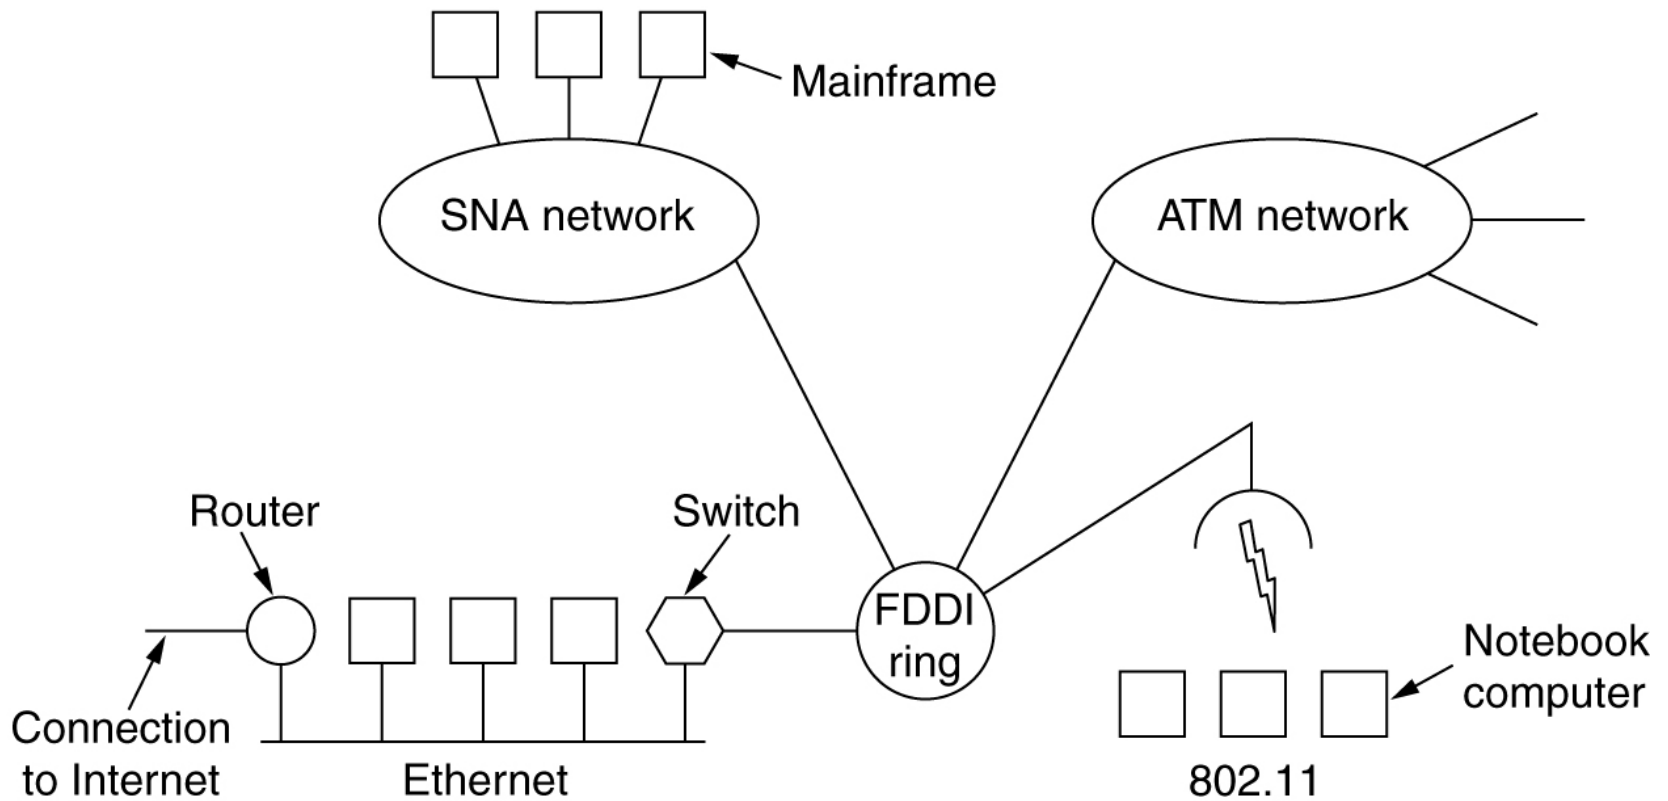 Mainframe
SNA network
ATM network
Router
Switch
FDDI
ring
Notebook
computer
Connection
to Internet
Ethernet
802.11